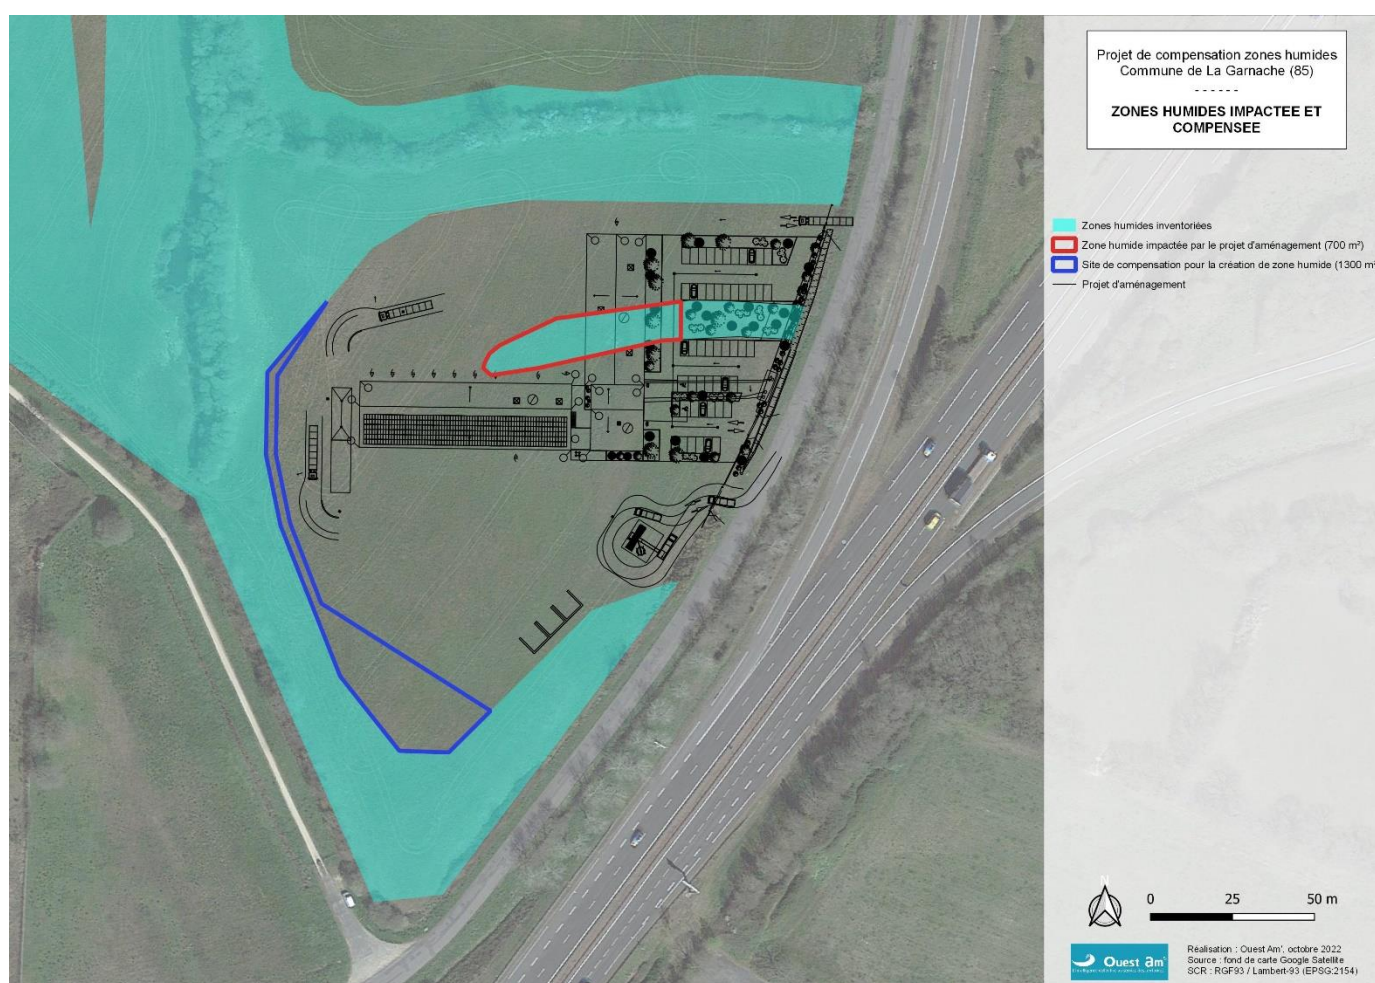 Projet de compensation zones humides
Commune de La Garnache (85)
- - - - - -
ZONES HUMIDES IMPACTEE ET
COMPENSEE
Zones humides inventoriées
Zone humide impactée par le projet d'aménagement (700 m²)
Site de compensation pour la création de zone humide (1300 m²
Projet d'aménagement
N
0 25 50 m
Ouest am'
Réalisation : Ouest Am', octobre 2022
Source : fond de carte Google Satellite
SCR : RGF93 / Lambert-93 (EPSG:2154)